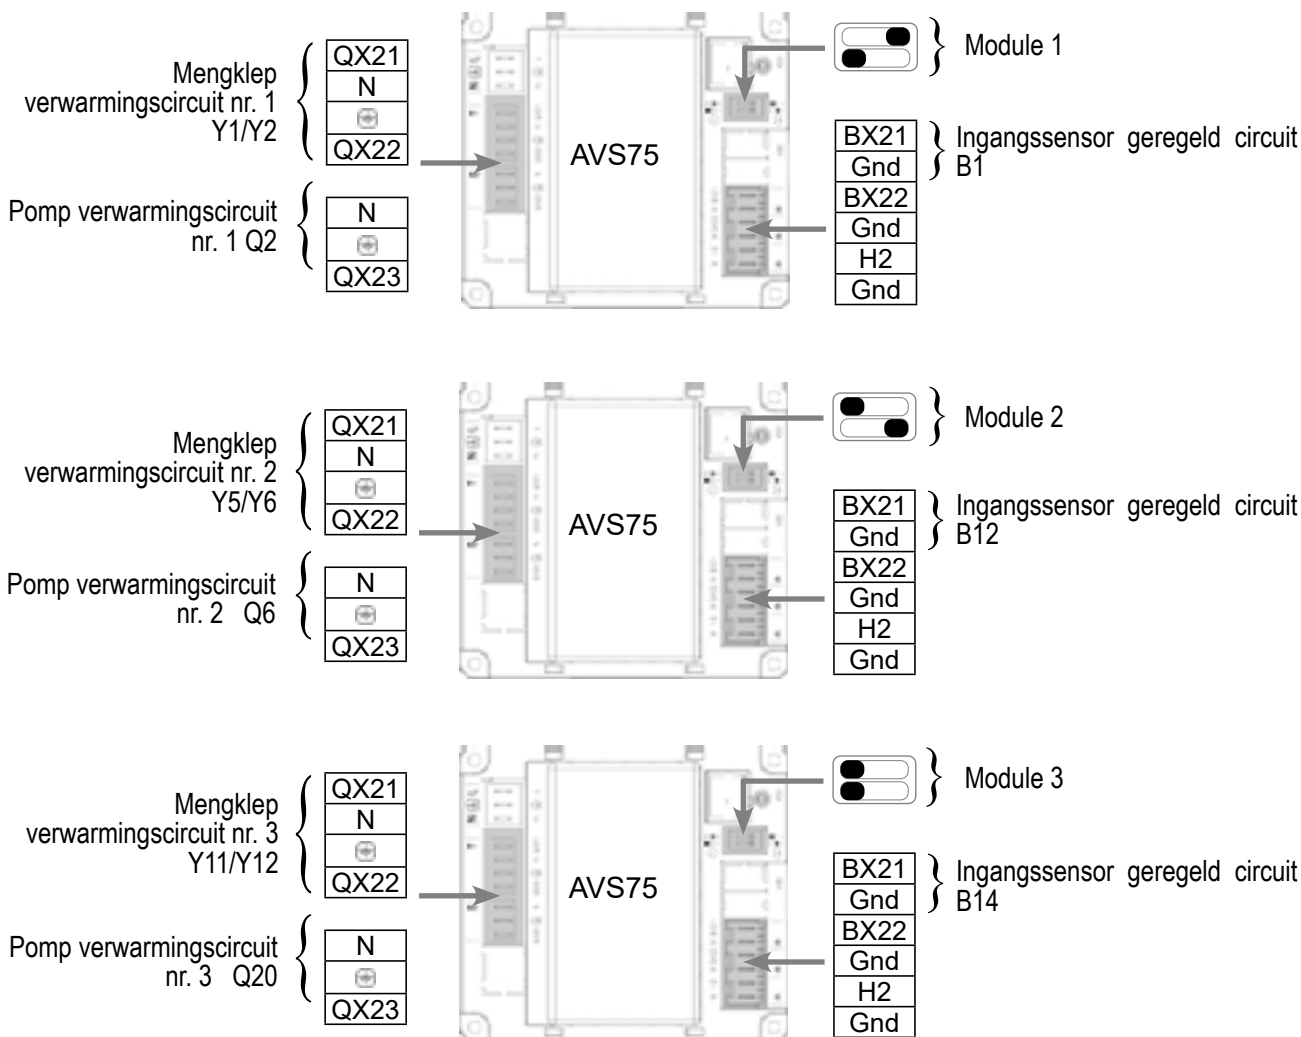 Mengklep
verwarmingscircuit nr. 1
Y1/Y2
QX21
N
QX22
Pomp verwarmingscircuit
nr. 1 Q2
N
QX23
AVS75
Module 1
BX21
Gnd
BX22
Gnd
H2
Gnd
Ingangssensor geregeld circuit
B1
Mengklep
verwarmingscircuit nr. 2
Y5/Y6
QX21
N
QX22
Pomp verwarmingscircuit
nr. 2 Q6
N
QX23
AVS75
Module 2
BX21
Gnd
BX22
Gnd
H2
Gnd
Ingangssensor geregeld circuit
B12
Mengklep
verwarmingscircuit nr. 3
Y11/Y12
QX21
N
QX22
Pomp verwarmingscircuit
nr. 3 Q20
N
QX23
AVS75
Module 3
BX21
Gnd
BX22
Gnd
H2
Gnd
Ingangssensor geregeld circuit
B14